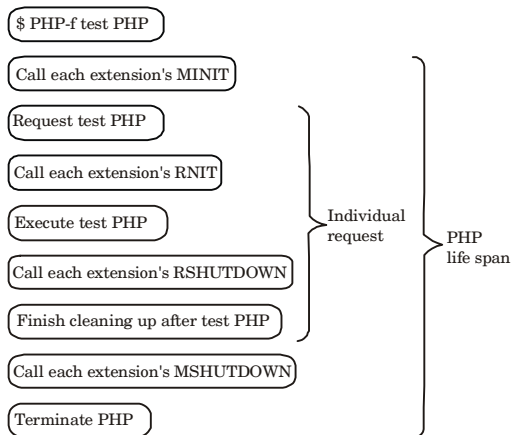 $ PHP-f test PHP
Call each extension's MINIT
Request test PHP
Call each extension's RNIT
Execute test PHP
Individual
request
PHP
life span
Call each extension's RSHUTDOWN
Finish cleaning up after test PHP
Call each extension's MSHUTDOWN
Terminate PHP